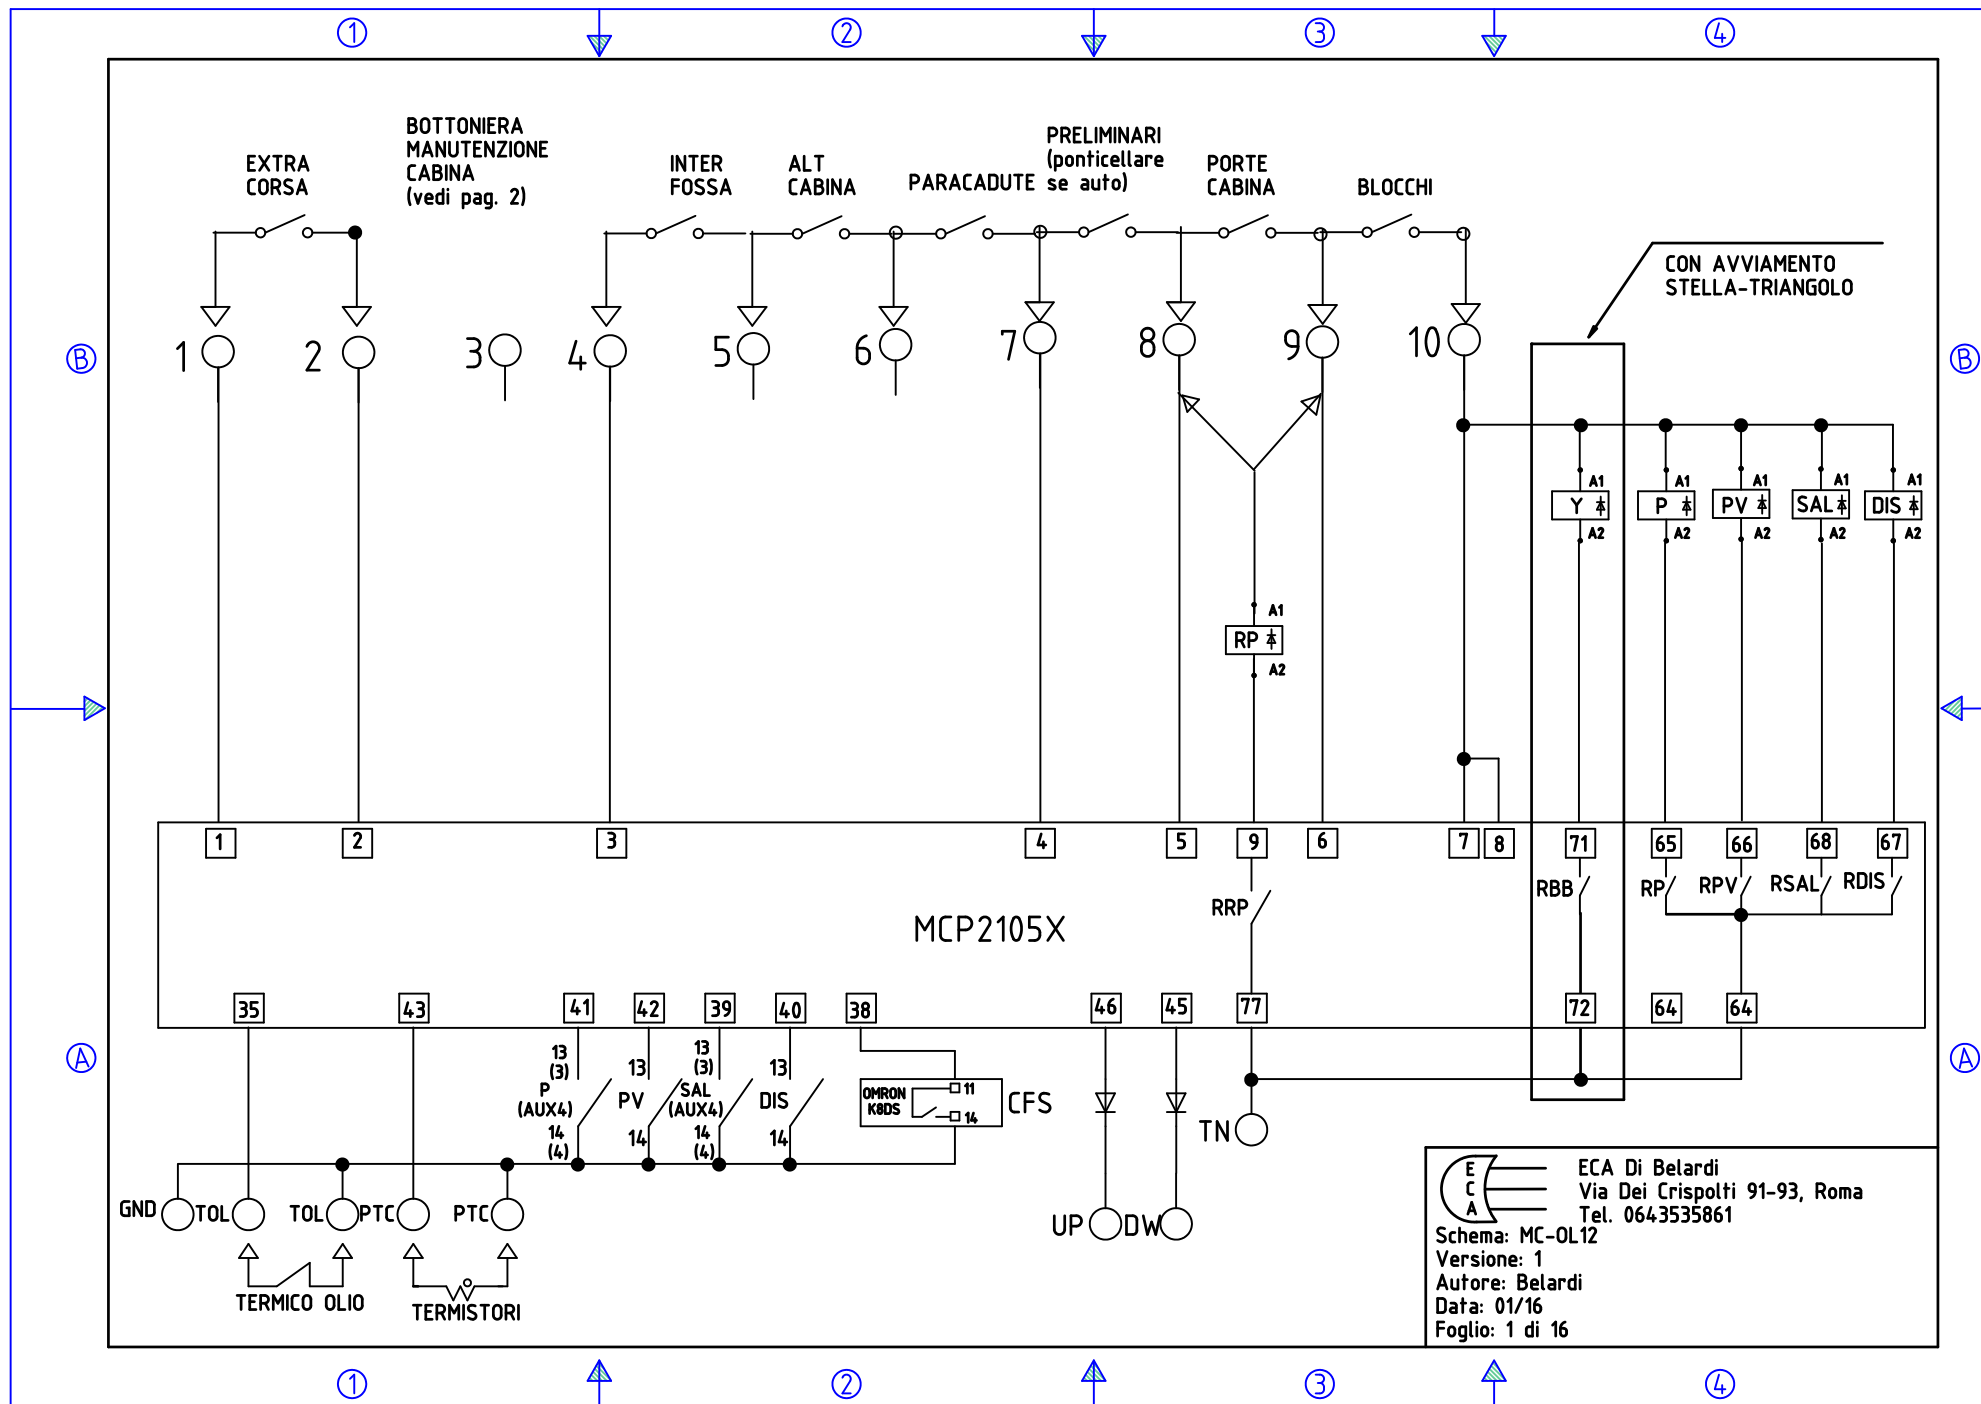 1
2
3
4
EXTRA
CORSA
BOTTONIERA
MANUTENZIONE
CABINA
(vedi pag. 2)
INTER
FOSSA
ALT
CABINA
PARACADUTE
PRELIMINARI
(ponticellare
se auto)
PORTE
CABINA
BLOCCHI
CON AVVIAMENTO
STELLA-TRIANGOLO
B
B
1
2
3
4
5
6
7
8
9
10
A1
Y
A2
A1
P
A2
A1
PV
A2
A1
SAL
A2
A1
DIS
A2
A1
RP
A2
1
2
3
4
5
9
6
7
8
71
65
66
68
67
RRP
RBB
RP
RPV
RSAL
RDIS
MCP2105X
35
43
41
42
39
40
38
46
45
77
72
64
64
A
A
13
(3)
P
(AUX4)
14
(4)
13
PV
14
13
(3)
SAL
(AUX4)
14
(4)
13
DIS
14
OMRON
K8DS
11
14
CFS
TN
GND
TOL
TOL
PTC
PTC
UP
DW
TERMICO OLIO
TERMISTORI
E
C
A
ECA Di Belardi
Via Dei Crispolti 91-93, Roma
Tel. 0643535861
Schema: MC-OL12
Versione: 1
Autore: Belardi
Data: 01/16
Foglio: 1 di 16
1
2
3
4